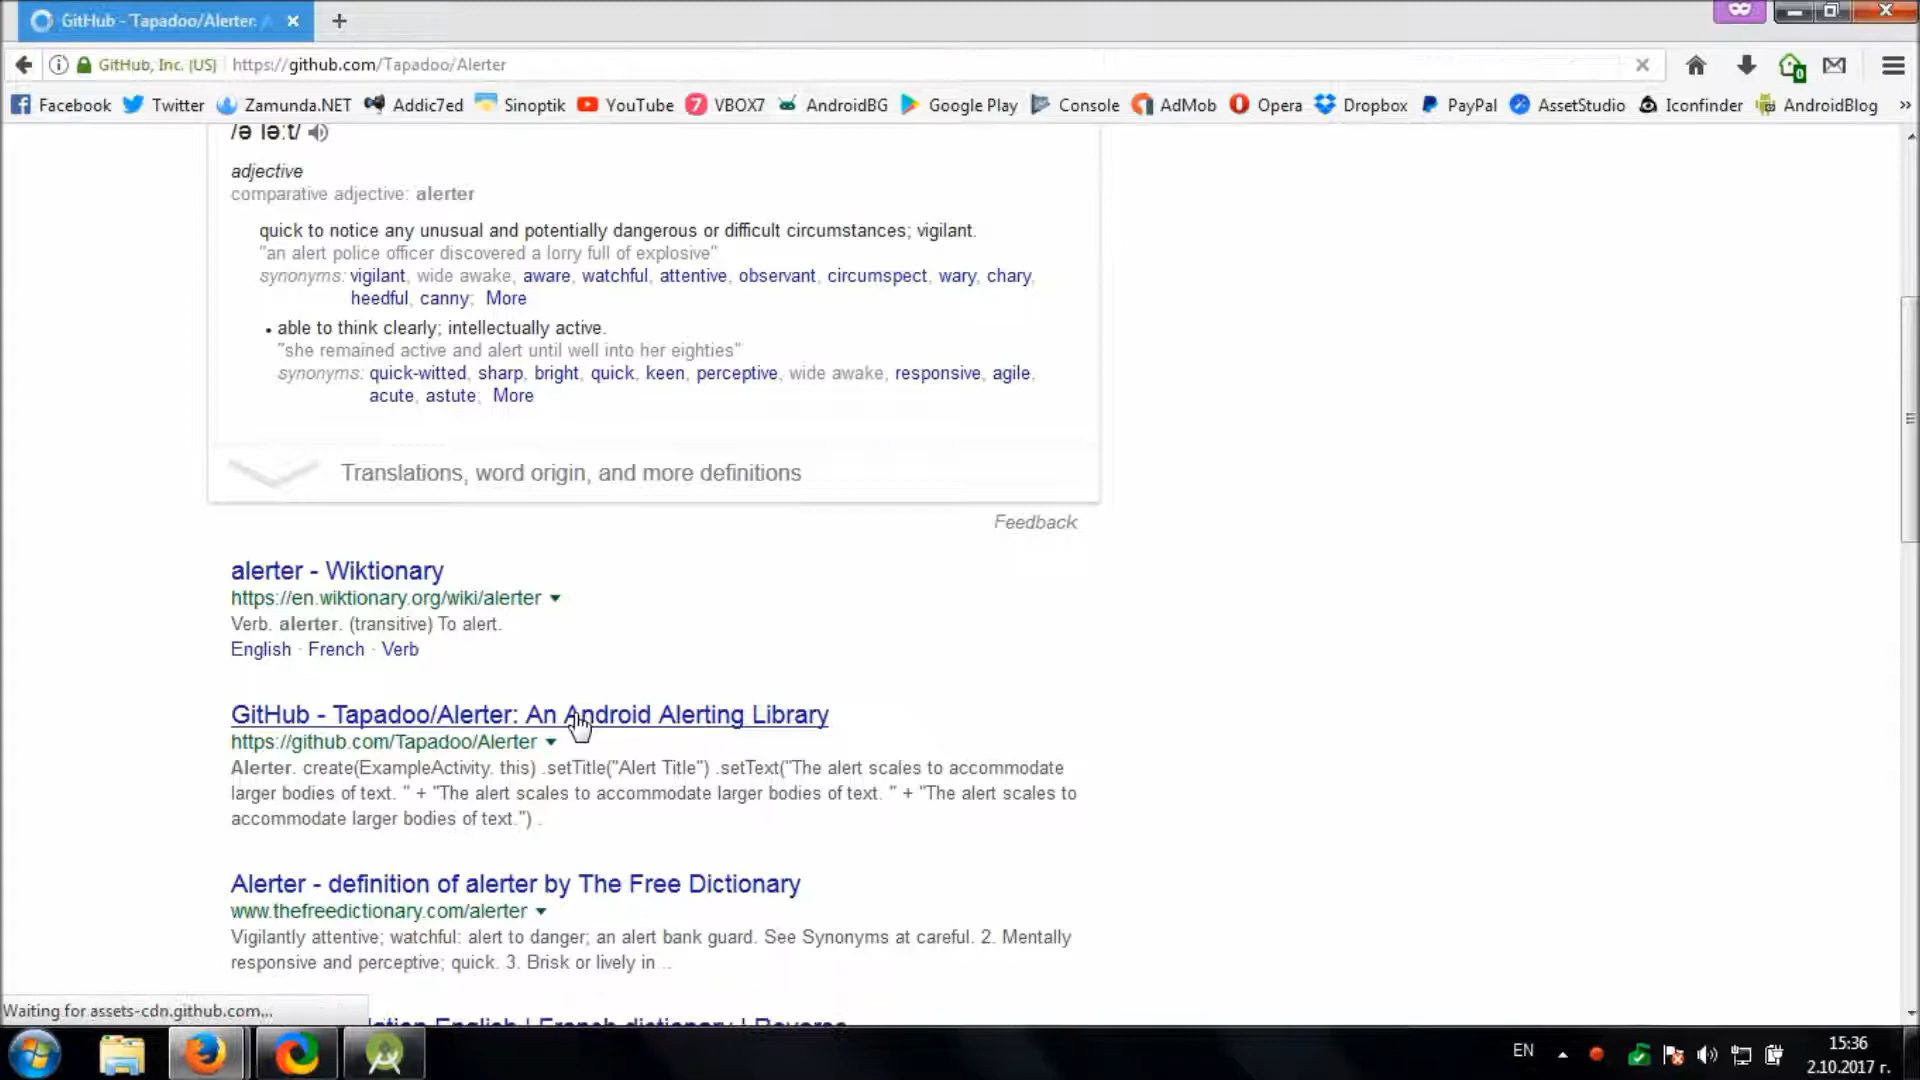 GitHub - Tapadoo/Alerter:
GitHub, Inc. (US) https://github.com/Tapadoo/Alerter
0
Facebook Twitter Zamunda.NET Addic7ed Sinoptik YouTube 7 VBOX7 AndroidBG Google Play Console AdMob Opera Dropbox PayPal AssetStudio Iconfinder AndroidBlog »
/əˈləːt/
adjective
comparative adjective: alerter
quick to notice any unusual and potentially dangerous or difficult circumstances; vigilant.
"an alert police officer discovered a lorry full of explosive"
synonyms: vigilant, wide awake, aware, watchful, attentive, observant, circumspect, wary, chary,
heedful, canny; More
• able to think clearly; intellectually active.
"she remained active and alert until well into her eighties"
synonyms: quick-witted, sharp, bright, quick, keen, perceptive, wide awake, responsive, agile,
acute, astute; More
Translations, word origin, and more definitions
Feedback
alerter - Wiktionary
https://en.wiktionary.org/wiki/alerter
Verb. alerter. (transitive) To alert.
English · French · Verb
GitHub - Tapadoo/Alerter: An Android Alerting Library
https://github.com/Tapadoo/Alerter
Alerter. create(ExampleActivity. this) .setTitle("Alert Title") .setText("The alert scales to accommodate
larger bodies of text. " + "The alert scales to accommodate larger bodies of text. " + "The alert scales to
accommodate larger bodies of text.") .
Alerter - definition of alerter by The Free Dictionary
www.thefreedictionary.com/alerter
Vigilantly attentive; watchful: alert to danger; an alert bank guard. See Synonyms at careful. 2. Mentally
responsive and perceptive; quick. 3. Brisk or lively in ...
English | French dictionary | Reverso
Waiting for assets-cdn.github.com...
EN
15:36
2.10.2017 г.